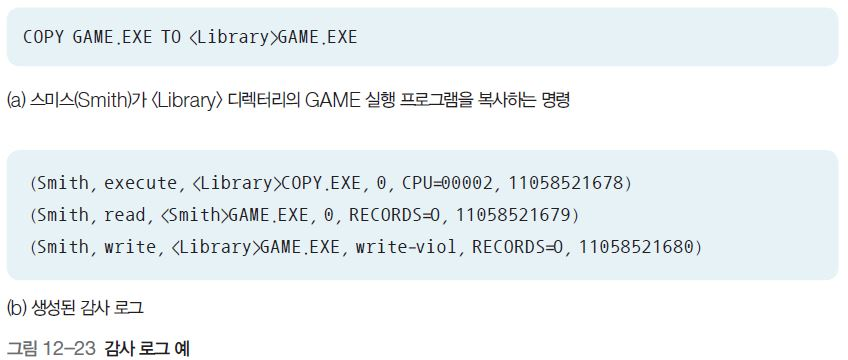 COPY GAME.EXE TO <Library>GAME.EXE
(a) 스미스(Smith)가 <Library> 디렉터리의 GAME 실행 프로그램을 복사하는 명령
(Smith, execute, <Library>COPY.EXE, 0, CPU=00002, 11058521678)
(Smith, read, <Smith>GAME.EXE, 0, RECORDS=0, 11058521679)
(Smith, write, <Library>GAME.EXE, write-viol, RECORDS=0, 11058521680)
(b) 생성된 감사 로그
그림 12-23 감사 로그 예